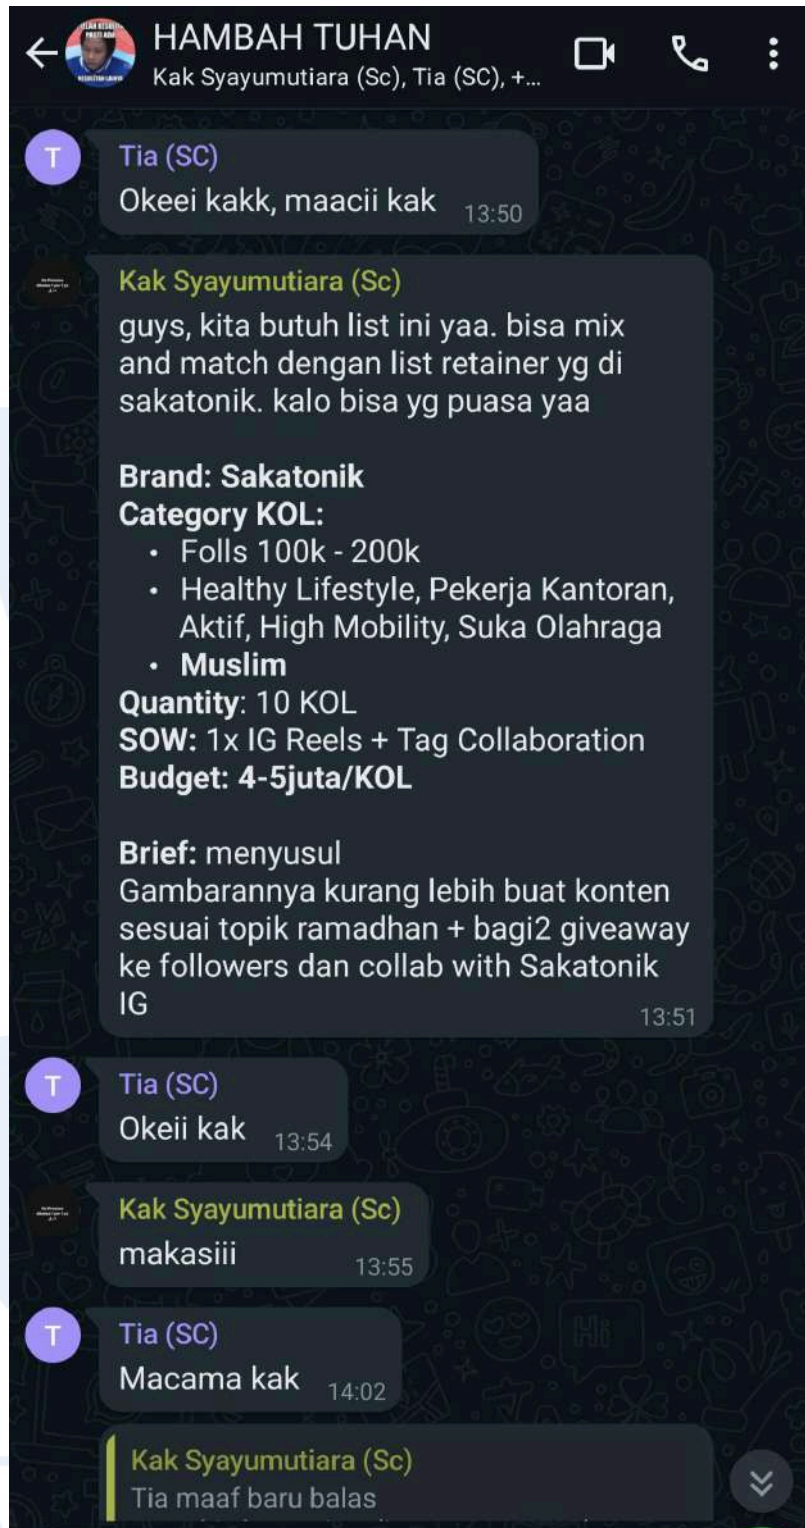 HAMBAH TUHAN
Kak Syayumutiara (Sc), Tia (SC), +...
T
Tia (SC)
Okeei kakk, maacii kak 13:50
Kak Syayumutiara (Sc)
guys, kita butuh list ini yaa. bisa mix
and match dengan list retainer yg di
sakatonik. kalo bisa yg puasa yaa
Brand: Sakatonik
Category KOL:
• Folls 100k - 200k
• Healthy Lifestyle, Pekerja Kantoran,
Aktif, High Mobility, Suka Olahraga
• Muslim
Quantity: 10 KOL
SOW: 1x IG Reels + Tag Collaboration
Budget: 4-5juta/KOL
Brief: menyusul
Gambarannya kurang lebih buat konten
sesuai topik ramadhan + bagi2 giveaway
ke followers dan collab with Sakatonik
IG 13:51
T
Tia (SC)
Okeii kak 13:54
Kak Syayumutiara (Sc)
makasiii 13:55
T
Tia (SC)
Macama kak 14:02
Kak Syayumutiara (Sc)
Tia maaf baru balas